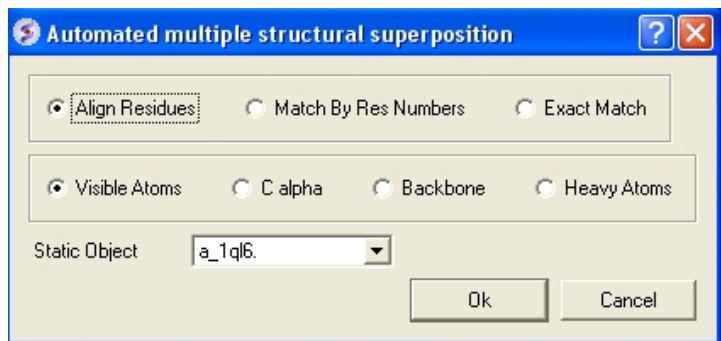 Automated multiple structural superposition
Align Residues Match By Res Numbers Exact Match
Visible Atoms C alpha Backbone Heavy Atoms
Static Object a_1ql6.
Ok Cancel